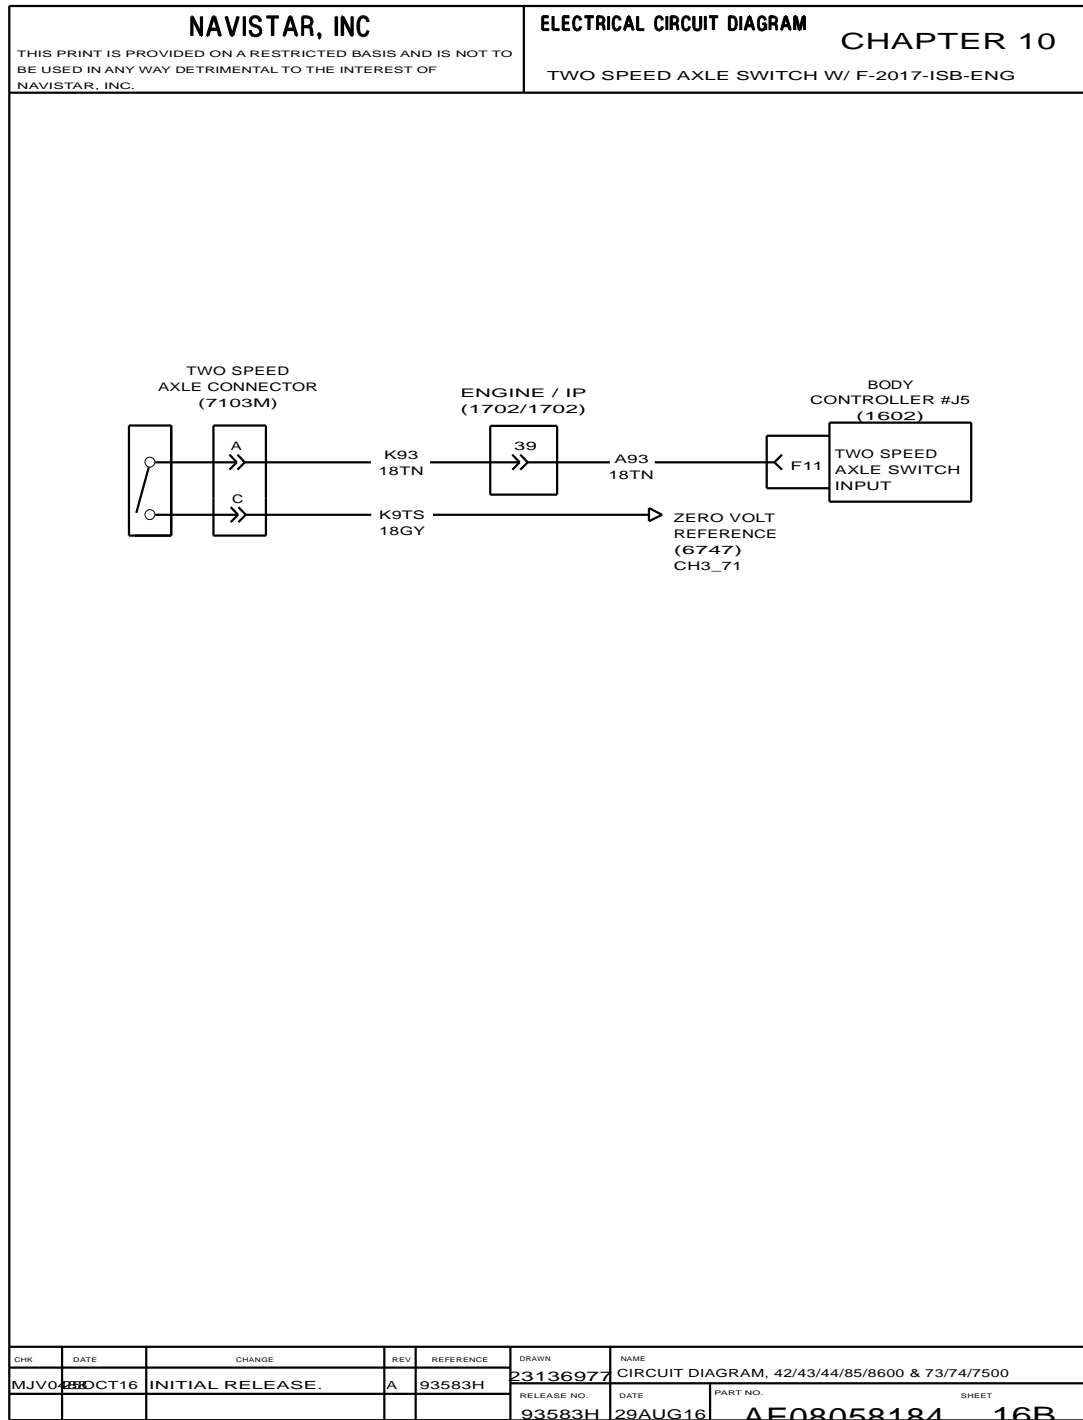 NAVISTAR, INC
THIS PRINT IS PROVIDED ON A RESTRICTED BASIS AND IS NOT TO
BE USED IN ANY WAY DETRIMENTAL TO THE INTEREST OF
NAVISTAR, INC.
ELECTRICAL CIRCUIT DIAGRAM
CHAPTER 10
TWO SPEED AXLE SWITCH W/ F-2017-ISB-ENG
TWO SPEED
AXLE CONNECTOR
(7103M)
A
C
K93
18TN
K9TS
18GY
ENGINE / IP
(1702/1702)
39
A93
18TN
ZERO VOLT
REFERENCE
(6747)
CH3_71
BODY
CONTROLLER #J5
(1602)
F11
TWO SPEED
AXLE SWITCH
INPUT
CHK DATE CHANGE REV REFERENCE
INITIAL RELEASE. A 93583H
DRAWN
23136977
NAME
CIRCUIT DIAGRAM, 42/43/44/85/8600 & 73/74/7500
RELEASE NO.
93583H
DATE
29AUG16
PART NO.
AE08058184
SHEET
16B